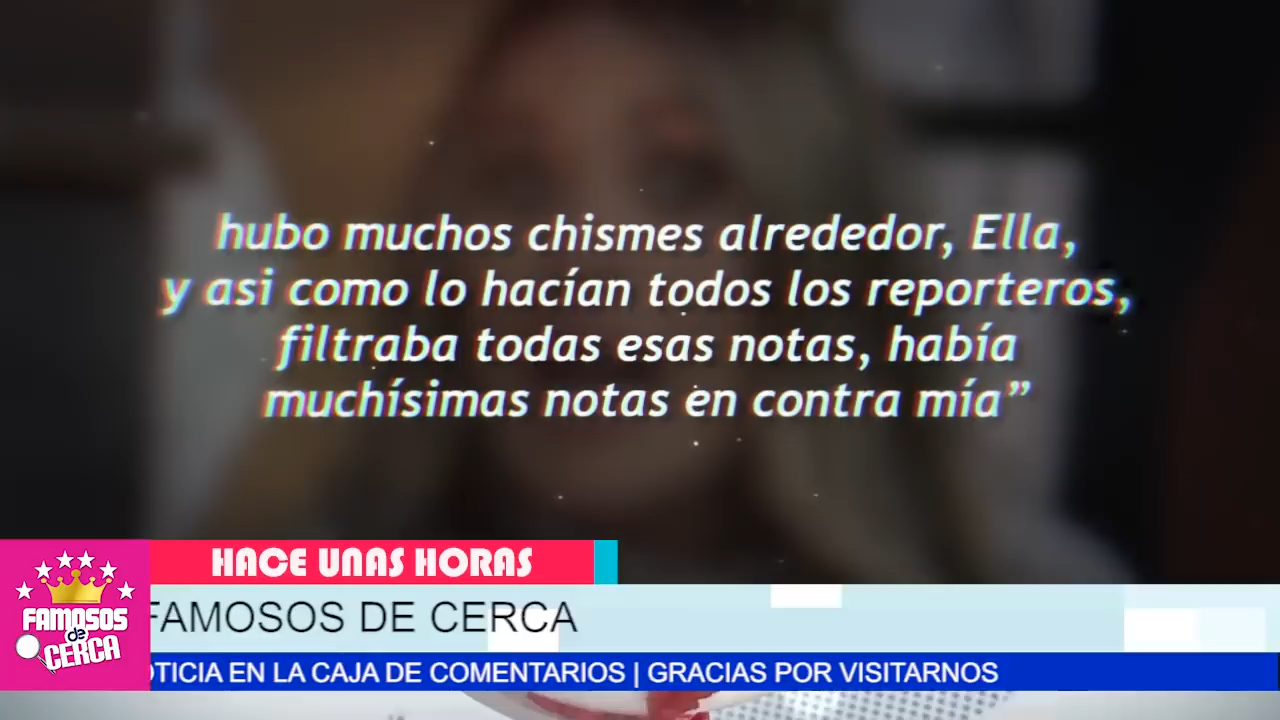 hubo muchos chismes alrededor, Ella,
y asi como lo hacían todos los reporteros,
filtraba todas esas notas, había
muchísimas notas en contra mía”
HACE UNAS HORAS
FAMOSOS DE CERCA
FAMOSOS
de
CERCA
OTICIA EN LA CAJA DE COMENTARIOS | GRACIAS POR VISITARNOS